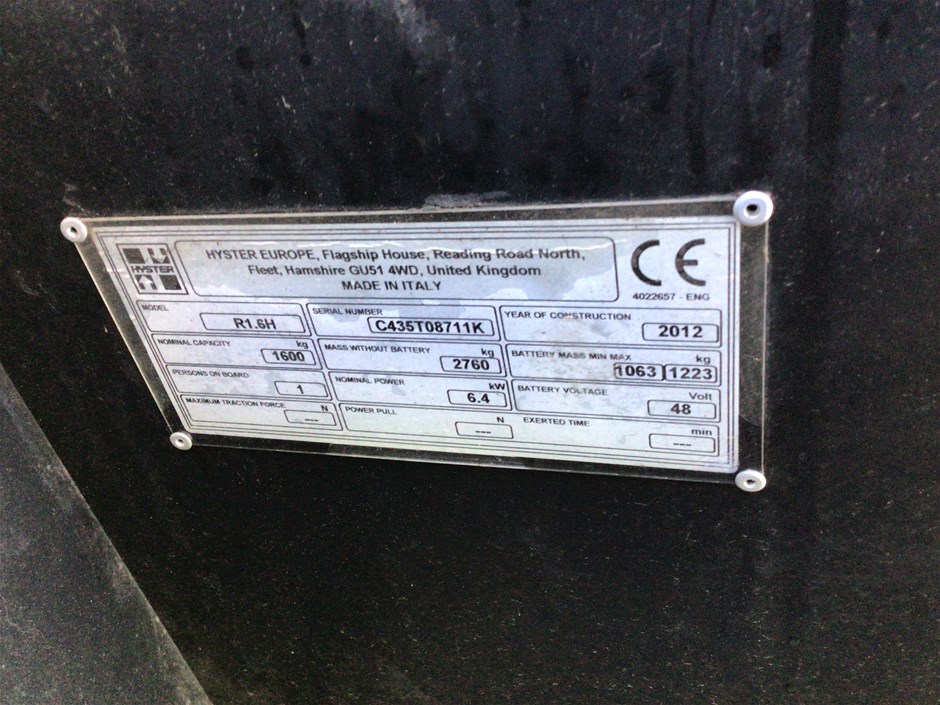 HYSTER
HYSTER EUROPE, Flagship House, Reading Road North,
Fleet, Hamshire GU51 4WD, United Kingdom
MADE IN ITALY
CE
4022657 - ENG
MODEL
R1.6H
SERIAL NUMBER
C435T08711K
YEAR OF CONSTRUCTION
2012
NOMINAL CAPACITY
kg
1600
MASS WITHOUT BATTERY
kg
2760
BATTERY MASS MIN MAX
kg
1063 1223
PERSONS ON BOARD
1
NOMINAL POWER
kW
6.4
BATTERY VOLTAGE
Volt
48
MAXIMUM TRACTION FORCE
N
---
POWER PULL
N
---
EXERTED TIME
min
---